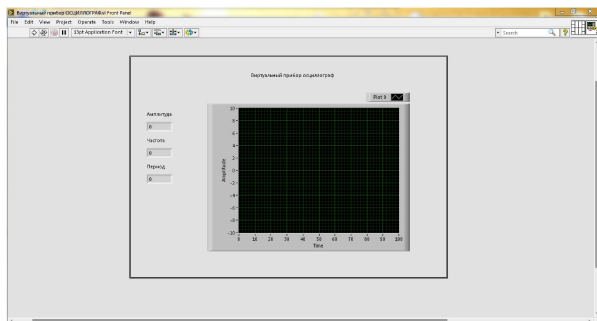 Виртуальный прибор ОСЦИЛЛОГРАФ.vi Front Panel
File Edit View Project Operate Tools Window Help
13pt Application Font
Search
Виртуальный прибор осциллограф
Plot 0
Амплитуда
0
Частота
0
Период
0
Amplitude
10
8
6
4
2
0
-2
-4
-6
-8
-10
0 10 20 30 40 50 60 70 80 90 100
Time